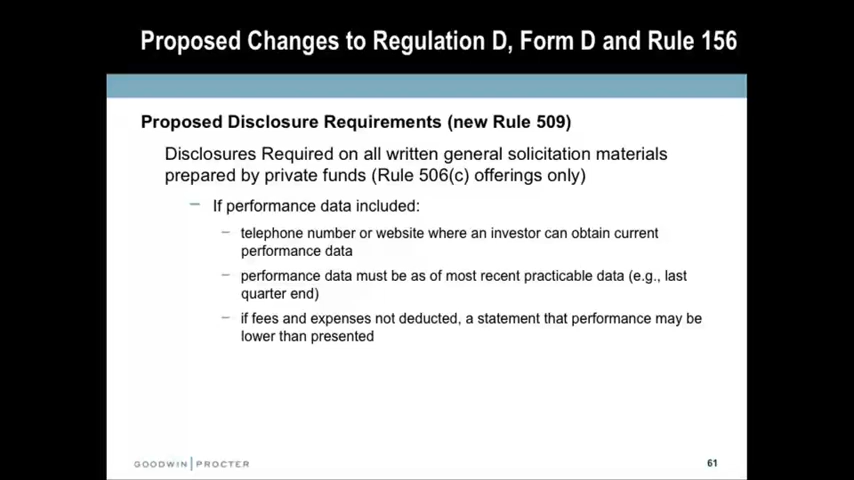 Proposed Changes to Regulation D, Form D and Rule 156
Proposed Disclosure Requirements (new Rule 509)
Disclosures Required on all written general solicitation materials
prepared by private funds (Rule 506(c) offerings only)
– If performance data included:
– telephone number or website where an investor can obtain current
performance data
– performance data must be as of most recent practicable data (e.g., last
quarter end)
– if fees and expenses not deducted, a statement that performance may be
lower than presented
GOODWIN | PROCTER
61